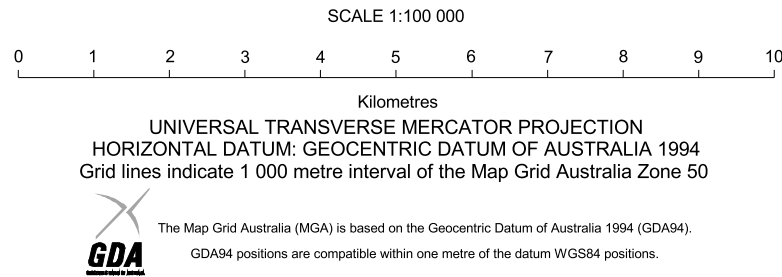 SCALE 1:100 000
0 1 2 3 4 5 6 7 8 9 10
Kilometres
UNIVERSAL TRANSVERSE MERCATOR PROJECTION
HORIZONTAL DATUM: GEOCENTRIC DATUM OF AUSTRALIA 1994
Grid lines indicate 1 000 metre interval of the Map Grid Australia Zone 50
The Map Grid Australia (MGA) is based on the Geocentric Datum of Australia 1994 (GDA94).
GDA94 positions are compatible within one metre of the datum WGS84 positions.
GDA